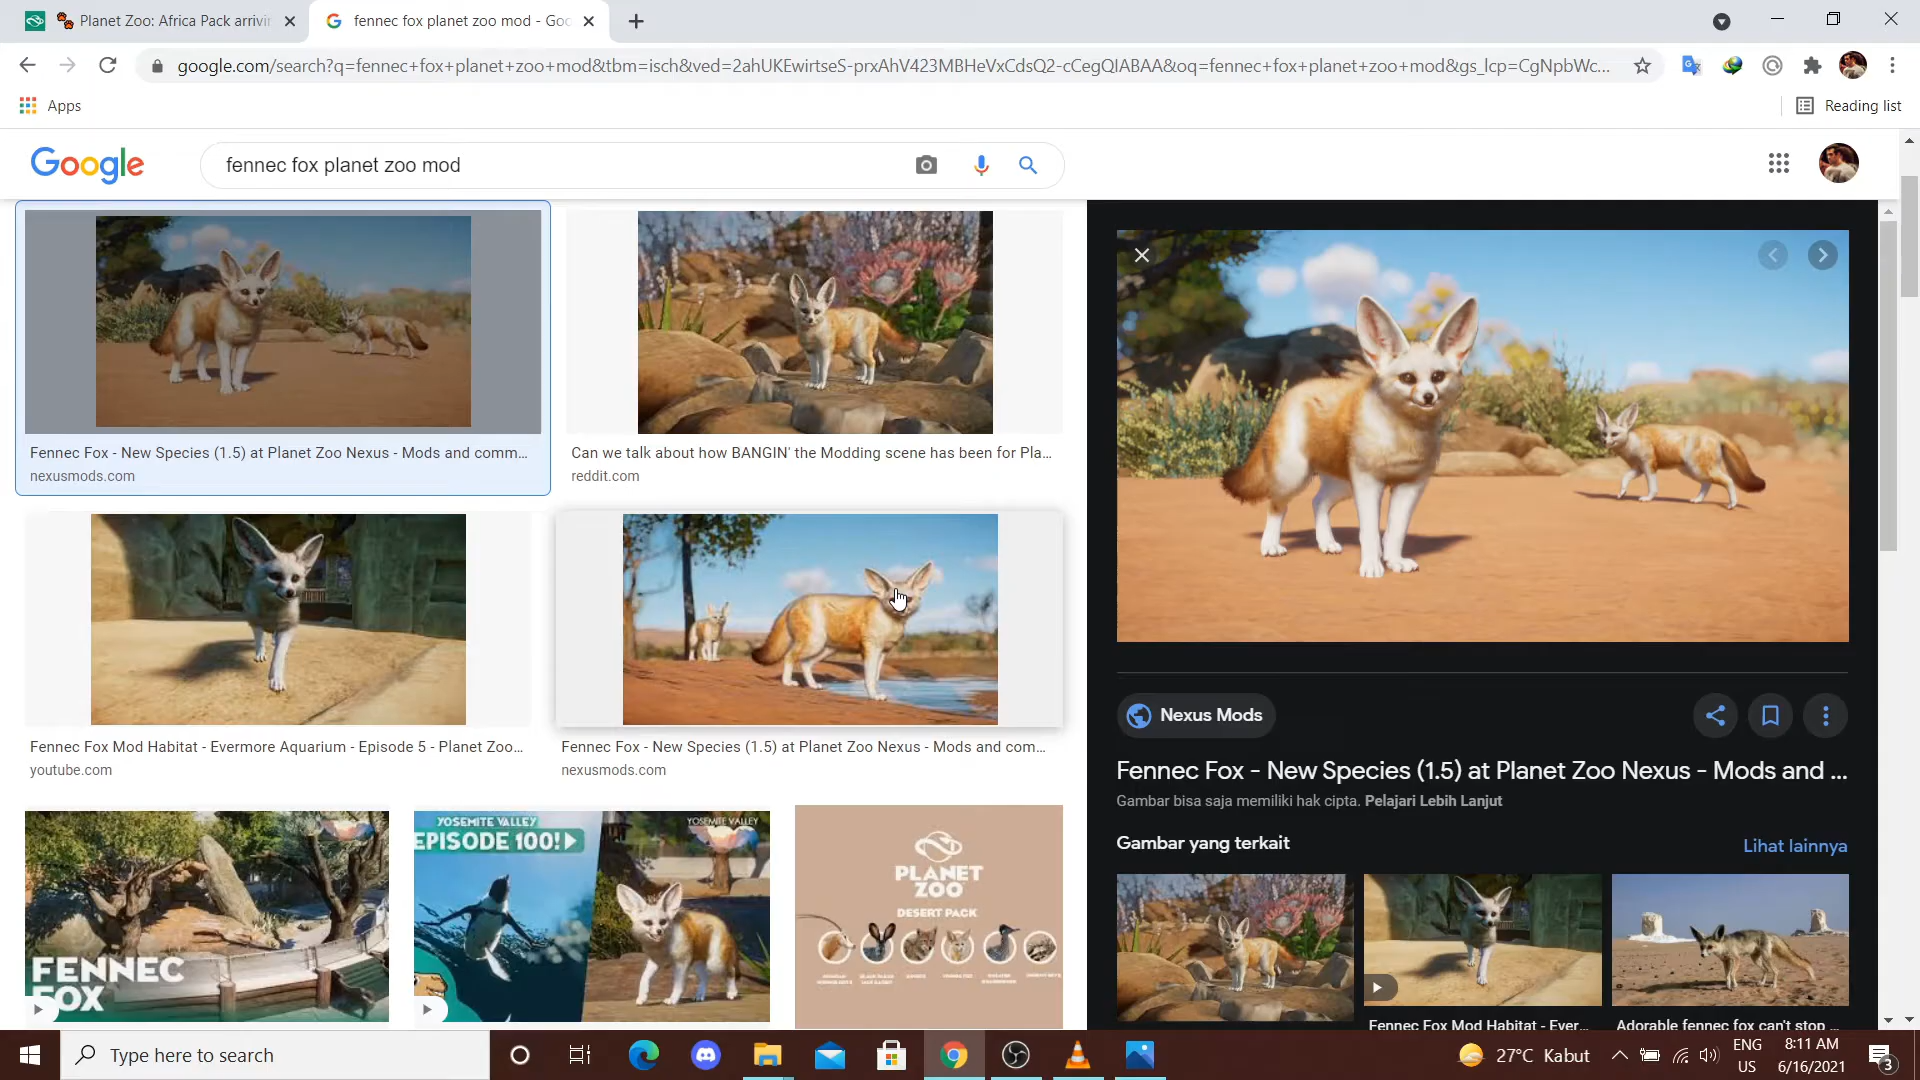 Planet Zoo: Africa Pack arrivi
fennec fox planet zoo mod - Goo
google.com/search?q=fennec+fox+planet+zoo+mod&tbm=isch&ved=2ahUKEwirtseS-prxAhV423MBHeVxCdsQ2-cCegQIABAA&oq=fennec+fox+planet+zoo+mod&gs_lcp=CgNpbWc...
Apps
Reading list
Google
fennec fox planet zoo mod
Fennec Fox - New Species (1.5) at Planet Zoo Nexus - Mods and comm...
nexusmods.com
Can we talk about how BANGIN' the Modding scene has been for Pla...
reddit.com
Fennec Fox Mod Habitat - Evermore Aquarium - Episode 5 - Planet Zoo...
youtube.com
Fennec Fox - New Species (1.5) at Planet Zoo Nexus - Mods and com...
nexusmods.com
FENNEC
FOX
YOSEMITE VALLEY
EPISODE 100!
YOSEMITE VALLEY
PLANET
ZOO
DESERT PACK
Nexus Mods
Fennec Fox - New Species (1.5) at Planet Zoo Nexus - Mods and ...
Gambar bisa saja memiliki hak cipta. Pelajari Lebih Lanjut
Gambar yang terkait
Lihat lainnya
Fennec Fox Mod Habitat - Ever...
Adorable fennec fox can't stop ...
Type here to search
27°C Kabut
ENG
US
8:11 AM
6/16/2021
3